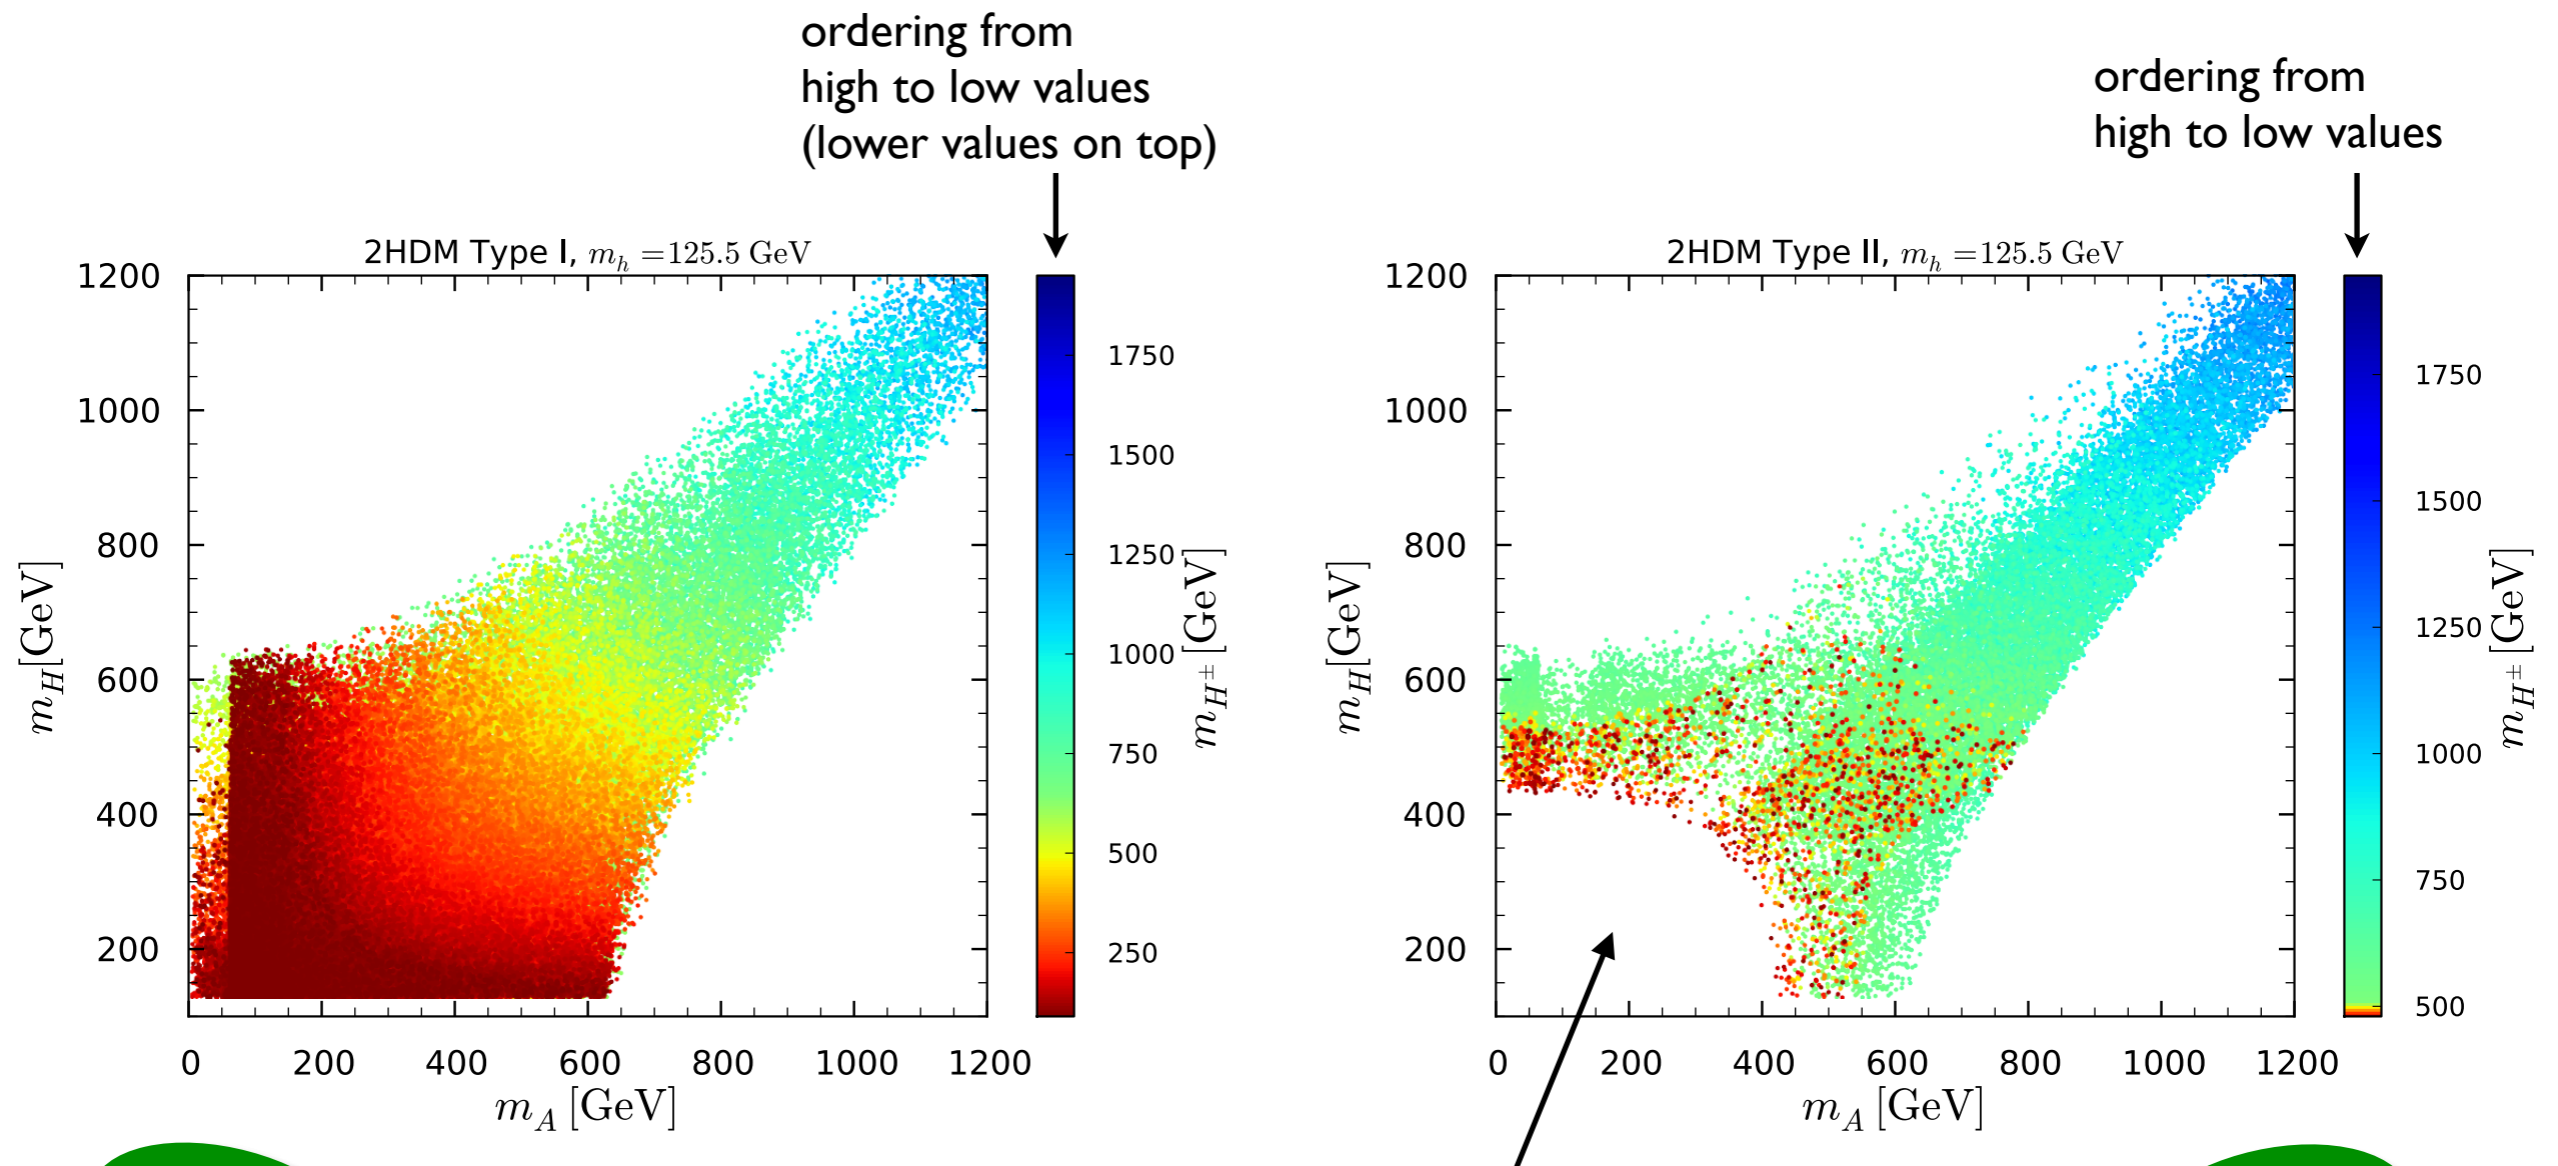 ordering from
high to low values
(lower values on top)
ordering from
high to low values
2HDM Type I, m_h = 125.5 GeV
1200
1000
800
600
400
200
m_H [GeV]
0 200 400 600 800 1000 1200
m_A [GeV]
1750
1500
1250
1000
750
500
250
m_H± [GeV]
2HDM Type II, m_h = 125.5 GeV
1200
1000
800
600
400
200
m_H [GeV]
0 200 400 600 800 1000 1200
m_A [GeV]
1750
1500
1250
1000
750
500
m_H± [GeV]